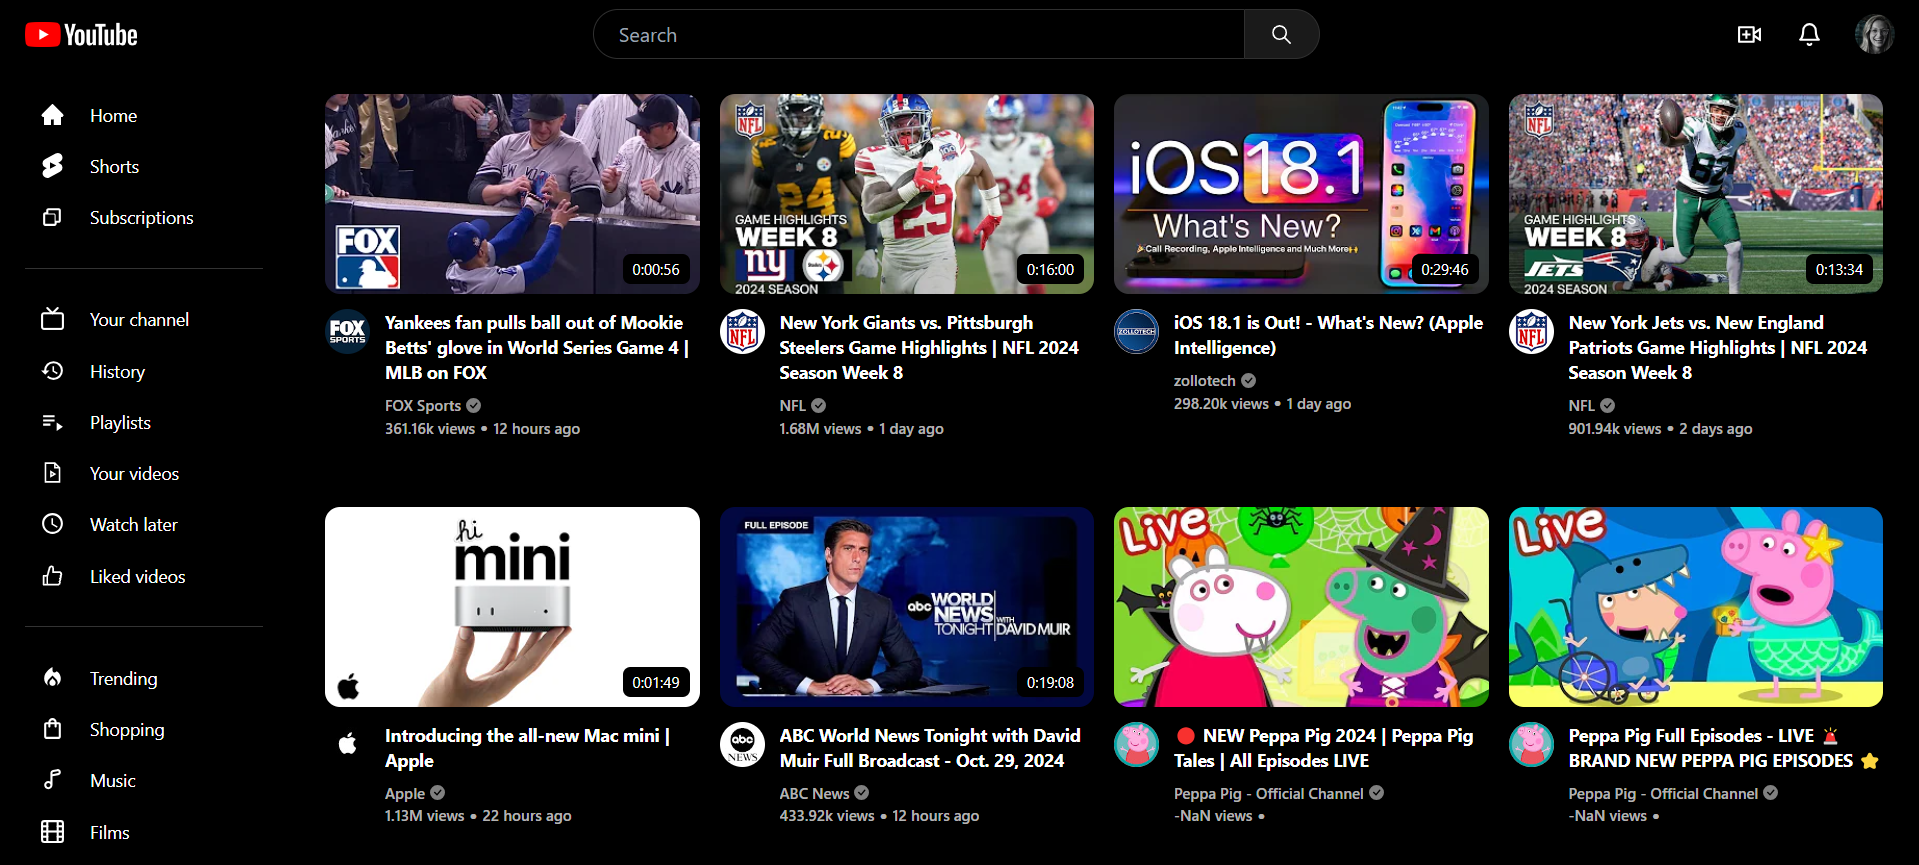 YouTube
Search
Home
Shorts
Subscriptions
Your channel
History
Playlists
Your videos
Watch later
Liked videos
Trending
Shopping
Music
Films
FOX
0:00:56
FOX SPORTS
Yankees fan pulls ball out of Mookie
Betts' glove in World Series Game 4 |
MLB on FOX
FOX Sports
361.16k views • 12 hours ago
NFL
GAME HIGHLIGHTS
WEEK 8
ny
Steelers
2024 SEASON
0:16:00
NFL
New York Giants vs. Pittsburgh
Steelers Game Highlights | NFL 2024
Season Week 8
NFL
1.68M views • 1 day ago
iOS 18.1
What's New?
Call Recording, Apple Intelligence and Much More
0:29:46
ZOLLOTECH
iOS 18.1 is Out! - What's New? (Apple
Intelligence)
zollotech
298.20k views • 1 day ago
NFL
GAME HIGHLIGHTS
WEEK 8
JETS
2024 SEASON
0:13:34
NFL
New York Jets vs. New England
Patriots Game Highlights | NFL 2024
Season Week 8
NFL
901.94k views • 2 days ago
hi
mini
0:01:49
Introducing the all-new Mac mini |
Apple
Apple
1.13M views • 22 hours ago
FULL EPISODE
abc WORLD
NEWS WITH
TONIGHT DAVID MUIR
0:19:08
abc NEWS
ABC World News Tonight with David
Muir Full Broadcast - Oct. 29, 2024
ABC News
433.92k views • 12 hours ago
Live
🔴 NEW Peppa Pig 2024 | Peppa Pig
Tales | All Episodes LIVE
Peppa Pig - Official Channel
-NaN views •
Live
Peppa Pig Full Episodes - LIVE 🚨
BRAND NEW PEPPA PIG EPISODES ⭐
Peppa Pig - Official Channel
-NaN views •